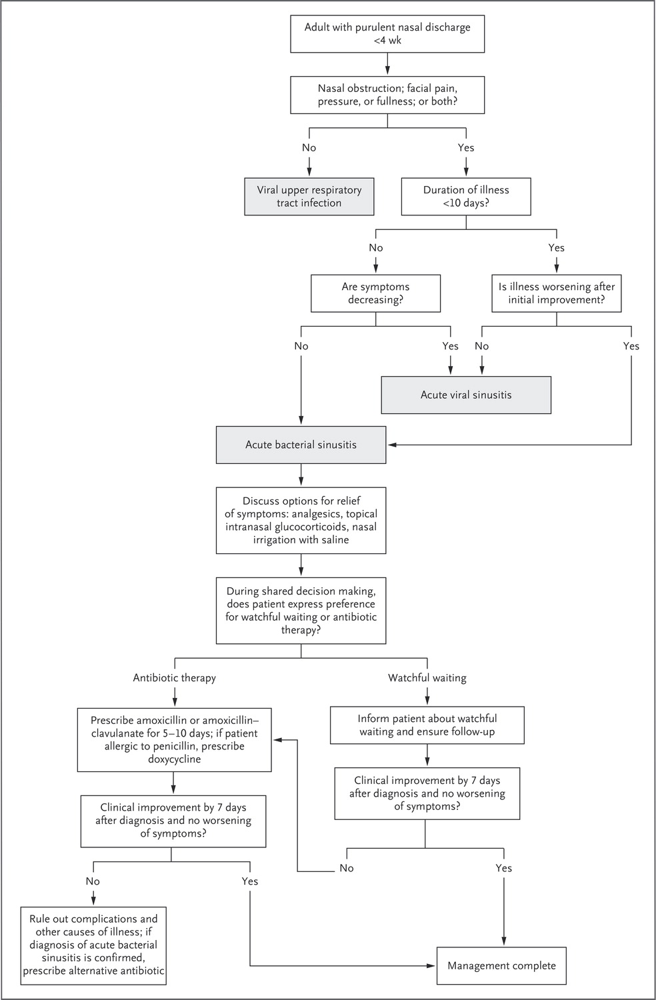 Adult with purulent nasal discharge
<4 wk
Nasal obstruction; facial pain,
pressure, or fullness; or both?
No
Yes
Viral upper respiratory
tract infection
Duration of illness
<10 days?
No
Yes
Are symptoms
decreasing?
Is illness worsening after
initial improvement?
No
Yes
No
Yes
Acute viral sinusitis
Acute bacterial sinusitis
Discuss options for relief
of symptoms: analgesics, topical
intranasal glucocorticoids, nasal
irrigation with saline
During shared decision making,
does patient express preference
for watchful waiting or antibiotic
therapy?
Antibiotic therapy
Watchful waiting
Prescribe amoxicillin or amoxicillin–
clavulanate for 5–10 days; if patient
allergic to penicillin, prescribe
doxycycline
Inform patient about watchful
waiting and ensure follow-up
Clinical improvement by 7 days
after diagnosis and no worsening
of symptoms?
Clinical improvement by 7 days
after diagnosis and no worsening
of symptoms?
No
Yes
No
Yes
Rule out complications and
other causes of illness; if
diagnosis of acute bacterial
sinusitis is confirmed,
prescribe alternative antibiotic
Management complete